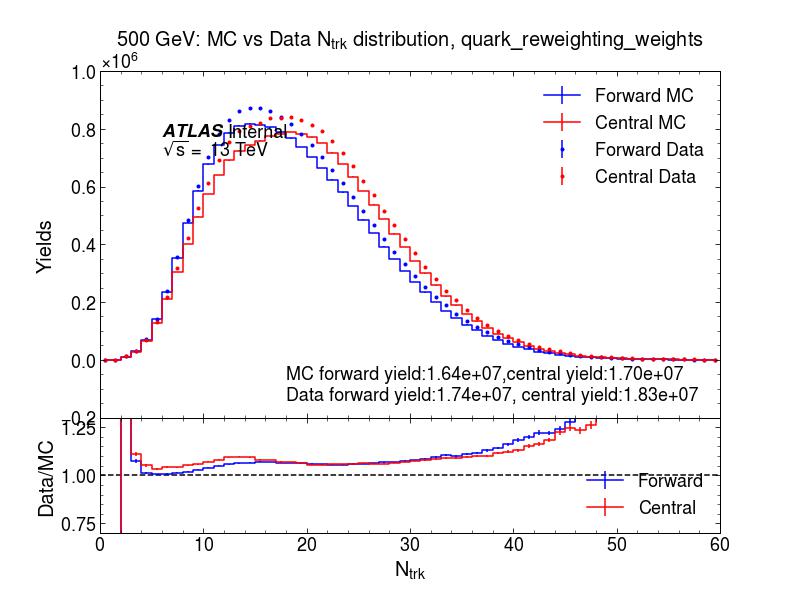 500 GeV: MC vs Data N_trk distribution, quark_reweighting_weights
×10⁶
1.0
0.8
0.6
0.4
0.2
0.0
0.2
Yields
ATLAS Internal
√s = 13 TeV
Forward MC
Central MC
Forward Data
Central Data
MC forward yield:1.64e+07,central yield:1.70e+07
Data forward yield:1.74e+07, central yield:1.83e+07
1.25
1.00
0.75
Data/MC
Forward
Central
0 10 20 30 40 50 60
N_trk